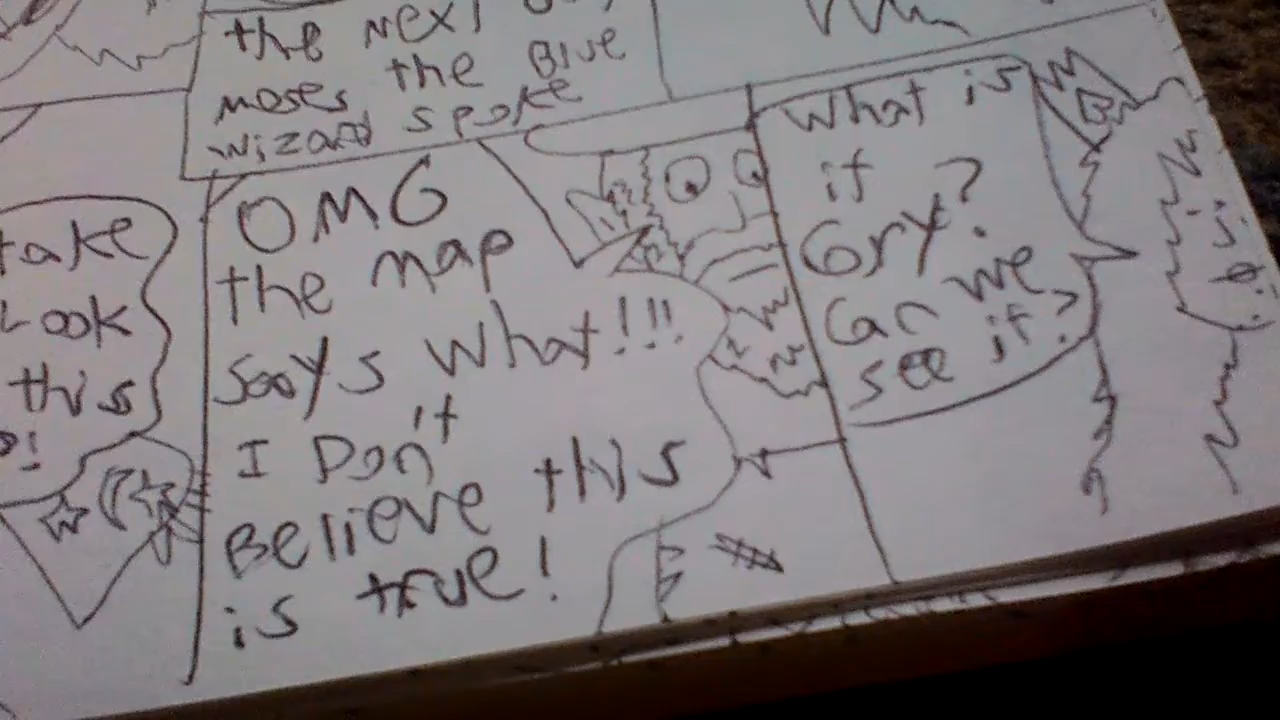 the next
moses the Blue
wizard spoke
take
Look
this
OMG
the map
says what!!!
I Don't
Believe this
is true!
What is
it
Gry?
Can we
see it?
is it